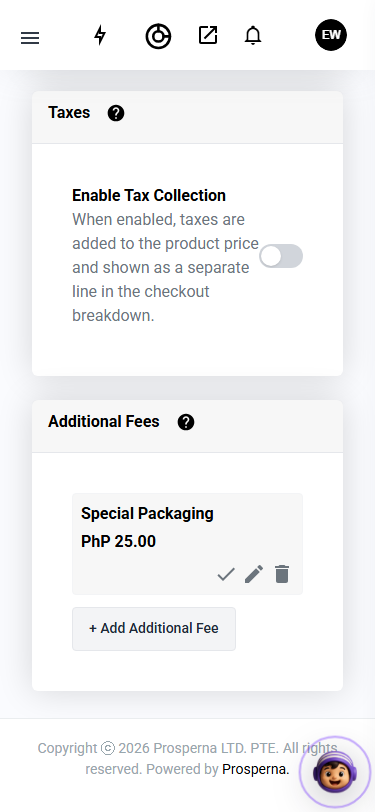 EW
Taxes
Enable Tax Collection
When enabled, taxes are
added to the product price
and shown as a separate
line in the checkout
breakdown.
Additional Fees
Special Packaging
PhP 25.00
+ Add Additional Fee
Copyright © 2026 Prosperna LTD. PTE. All rights
reserved. Powered by Prosperna.